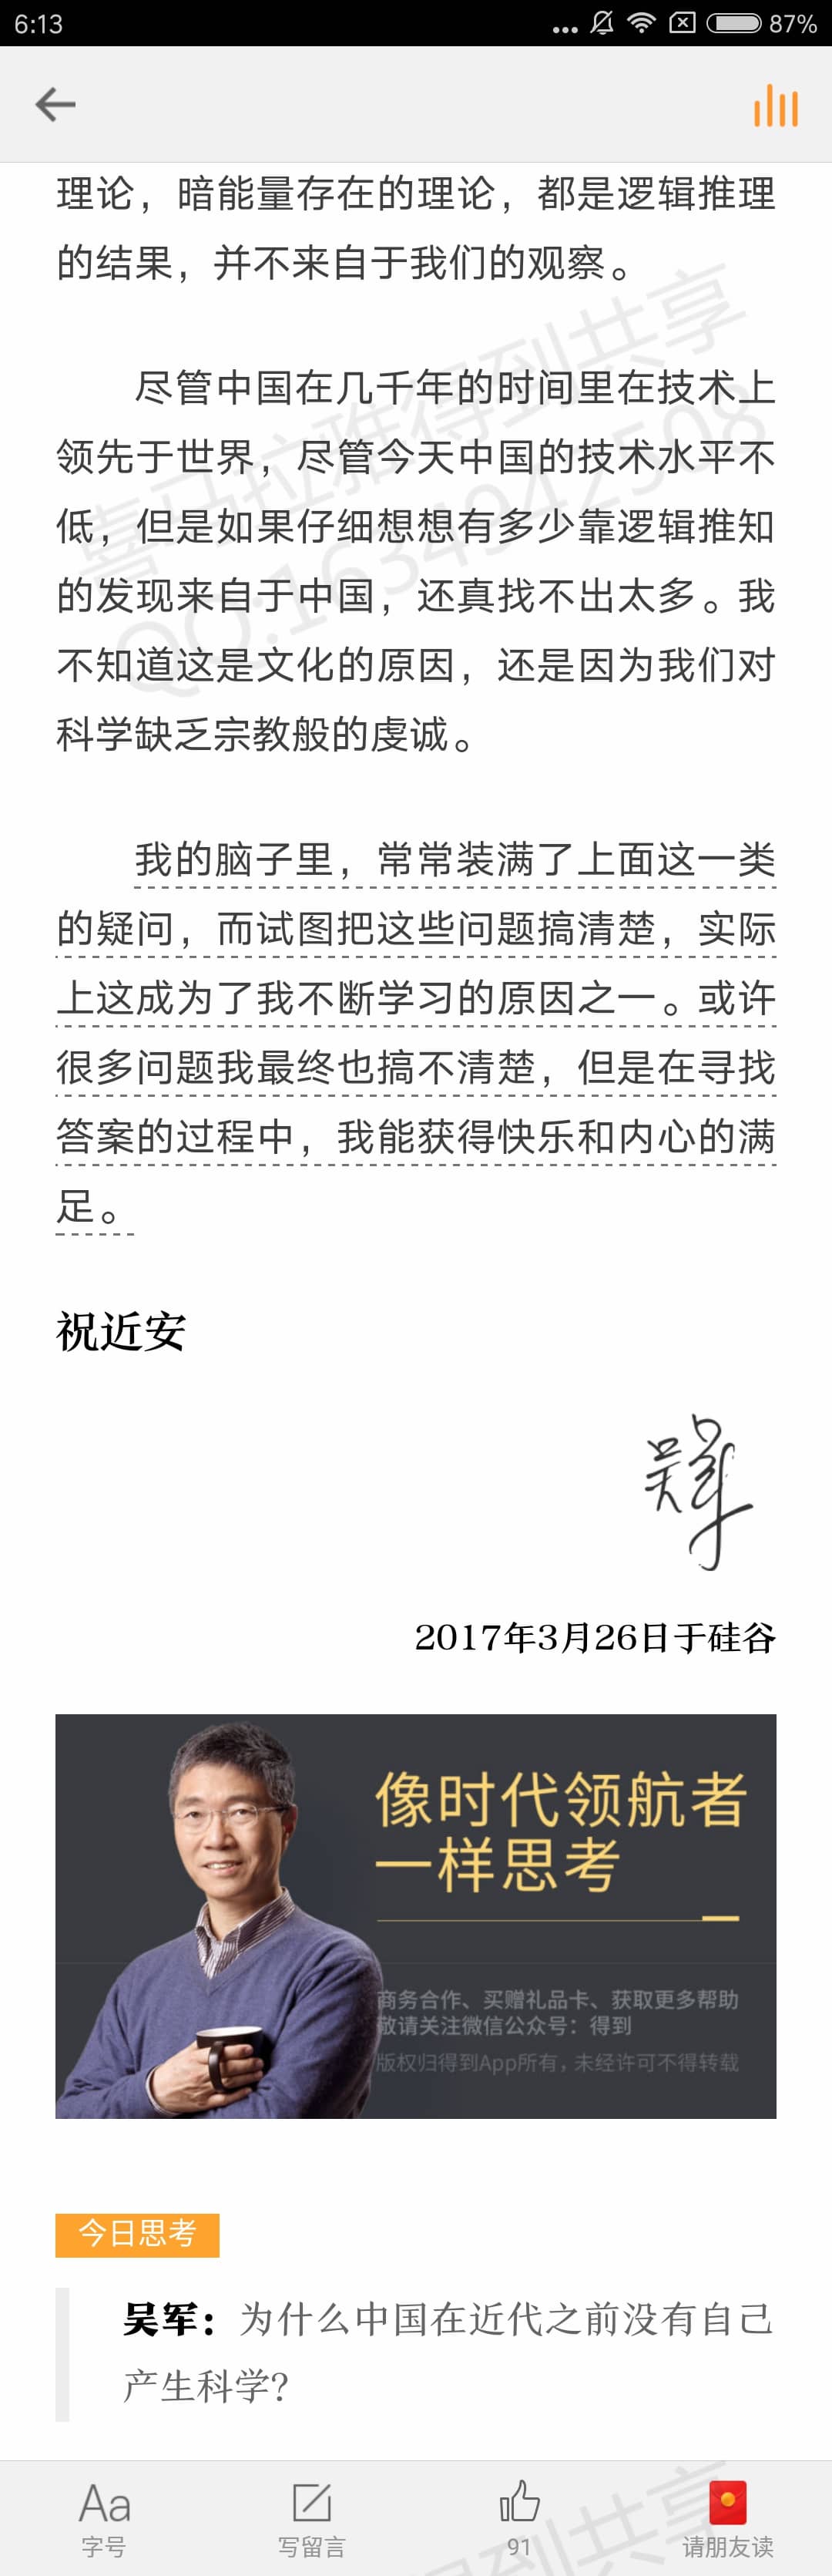 6:13
87%
理论，暗能量存在的理论，都是逻辑推理
的结果，并不来自于我们的观察。
尽管中国在几千年的时间里在技术上
领先于世界，尽管今天中国的技术水平不
低，但是如果仔细想想有多少靠逻辑推知
的发现来自于中国，还真找不出太多。我
不知道这是文化的原因，还是因为我们对
科学缺乏宗教般的虔诚。
喜马拉雅得到共享
QQ:1634942508
我的脑子里，常常装满了上面这一类
的疑问，而试图把这些问题搞清楚，实际
上这成为了我不断学习的原因之一。或许
很多问题我最终也搞不清楚，但是在寻找
答案的过程中，我能获得快乐和内心的满
足。
祝近安
吴军
2017年3月26日于硅谷
像时代领航者
一样思考
商务合作、买赠礼品卡、获取更多帮助
敬请关注微信公众号：得到
版权归得到App所有，未经许可不得转载
今日思考
吴军：为什么中国在近代之前没有自己
产生科学？
Aa
字号
写留言
91
请朋友读
得到共享